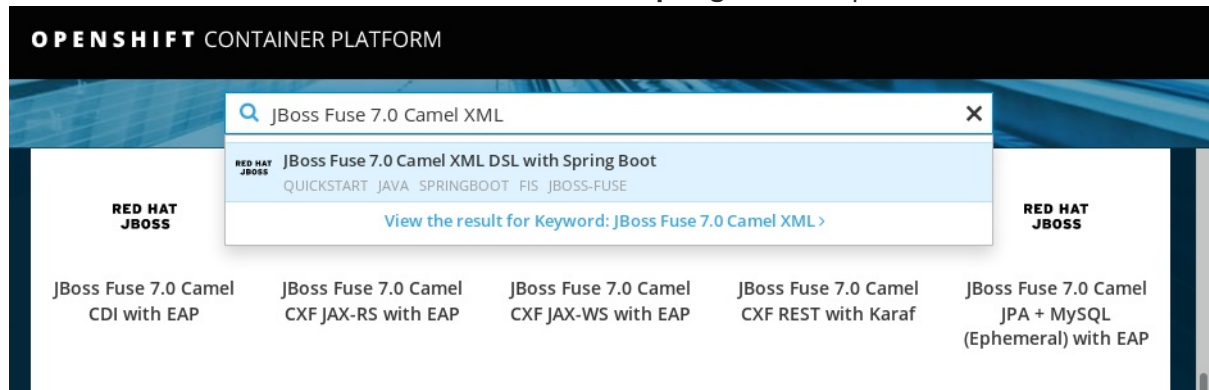 OPENSHIFT CONTAINER PLATFORM
JBoss Fuse 7.0 Camel XML
RED HAT
JBOSS
JBoss Fuse 7.0 Camel XML DSL with Spring Boot
QUICKSTART JAVA SPRINGBOOT FIS JBOSS-FUSE
View the result for Keyword: JBoss Fuse 7.0 Camel XML >
RED HAT
JBOSS
RED HAT
JBOSS
JBoss Fuse 7.0 Camel
CDI with EAP
JBoss Fuse 7.0 Camel
CXF JAX-RS with EAP
JBoss Fuse 7.0 Camel
CXF JAX-WS with EAP
JBoss Fuse 7.0 Camel
CXF REST with Karaf
JBoss Fuse 7.0 Camel
JPA + MySQL
(Ephemeral) with EAP